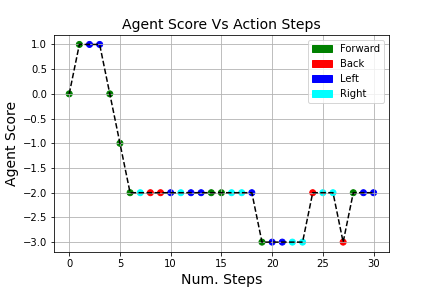 Agent Score Vs Action Steps
Agent Score
1.0
0.5
0.0
−0.5
−1.0
−1.5
−2.0
−2.5
−3.0
Forward
Back
Left
Right
0 5 10 15 20 25 30
Num. Steps